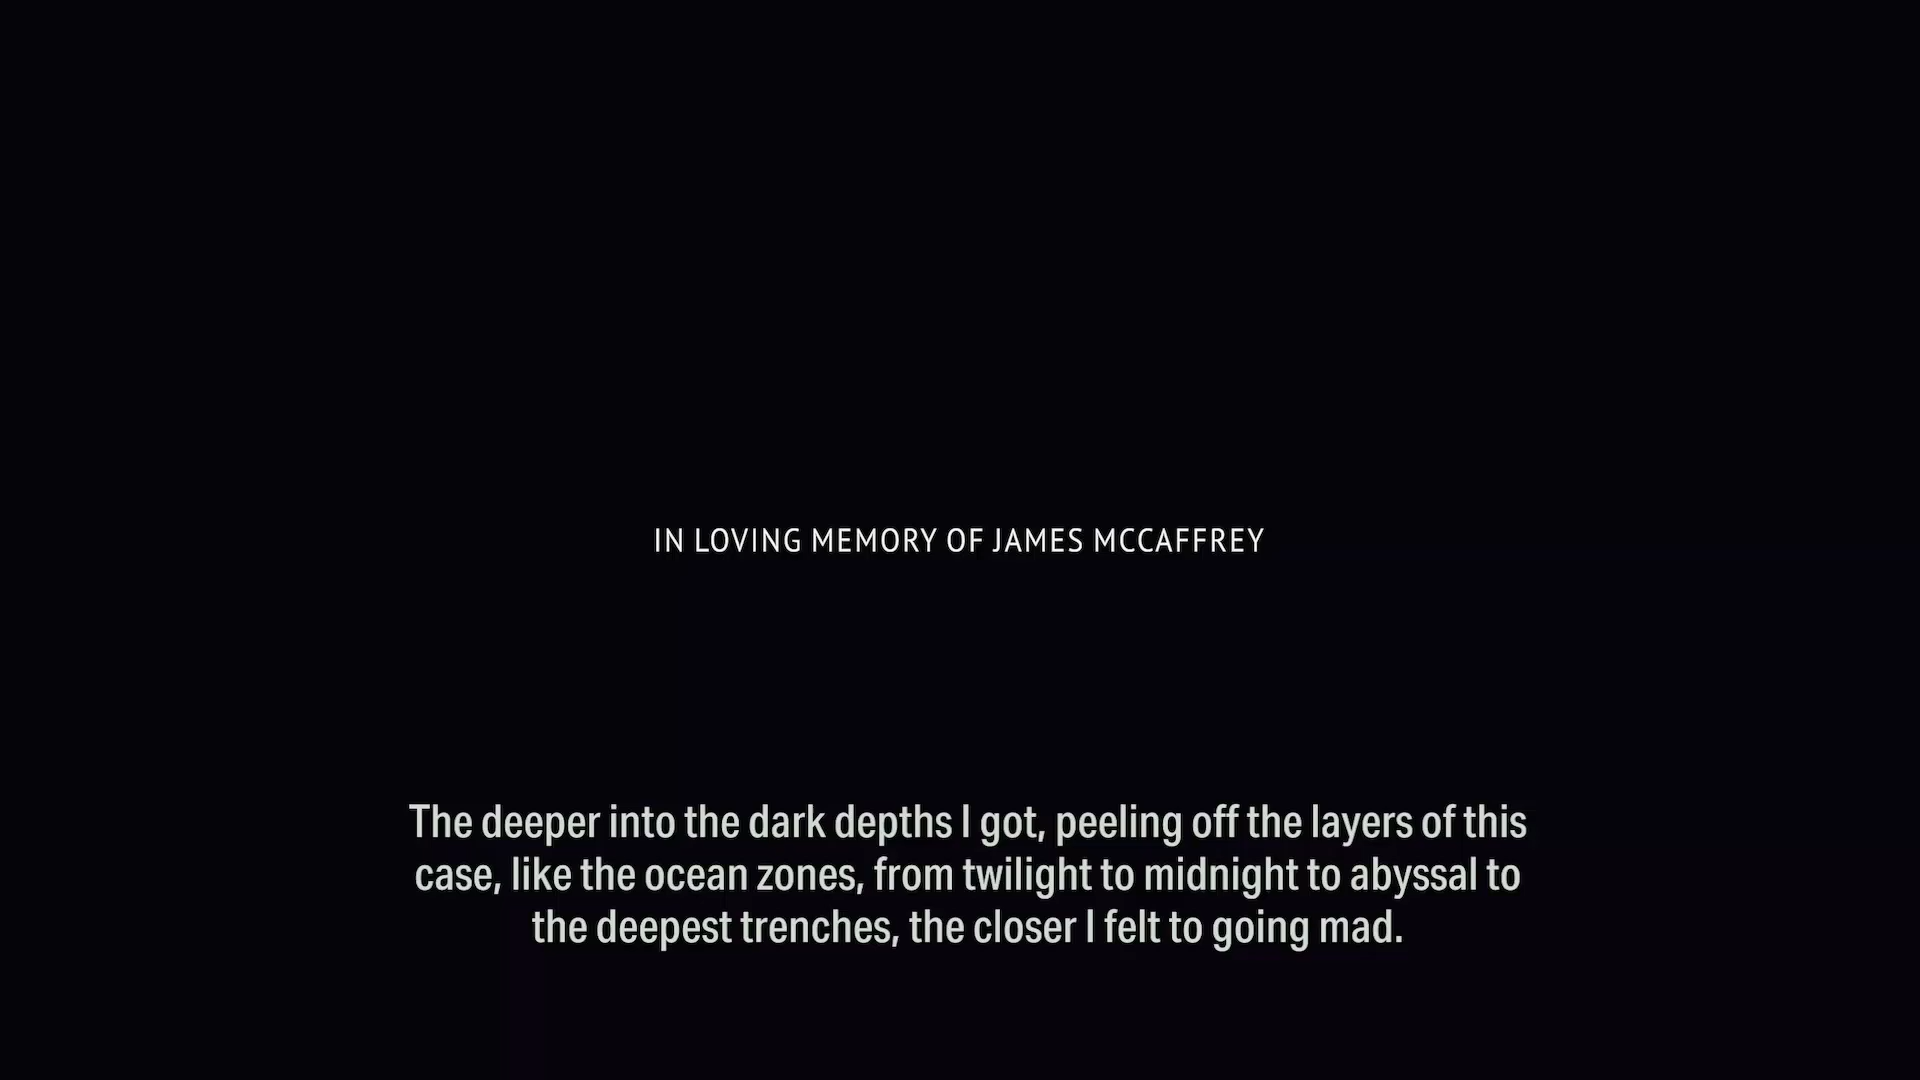 IN LOVING MEMORY OF JAMES MCCAFFREY
The deeper into the dark depths I got, peeling off the layers of this
case, like the ocean zones, from twilight to midnight to abyssal to
the deepest trenches, the closer I felt to going mad.